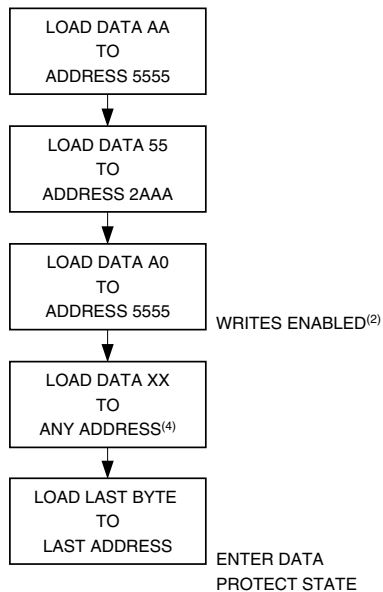 LOAD DATA AA
TO
ADDRESS 5555
LOAD DATA 55
TO
ADDRESS 2AAA
LOAD DATA A0
TO
ADDRESS 5555
WRITES ENABLED(2)
LOAD DATA XX
TO
ANY ADDRESS(4)
LOAD LAST BYTE
TO
LAST ADDRESS
ENTER DATA
PROTECT STATE